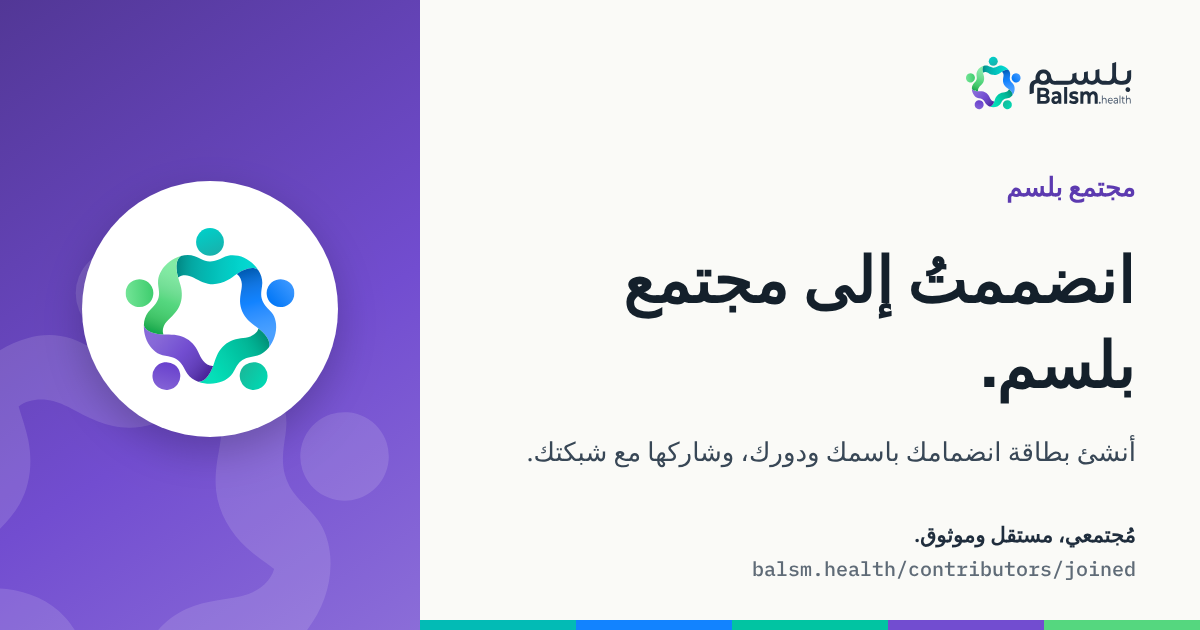 بلسم
Balsm.health
مجتمع بلسم
انضممتُ إلى مجتمع
بلسم.
أنشئ بطاقة انضمامك باسمك ودورك، وشاركها مع شبكتك.
مُجتمعي، مستقل وموثوق.
balsm.health/contributors/joined